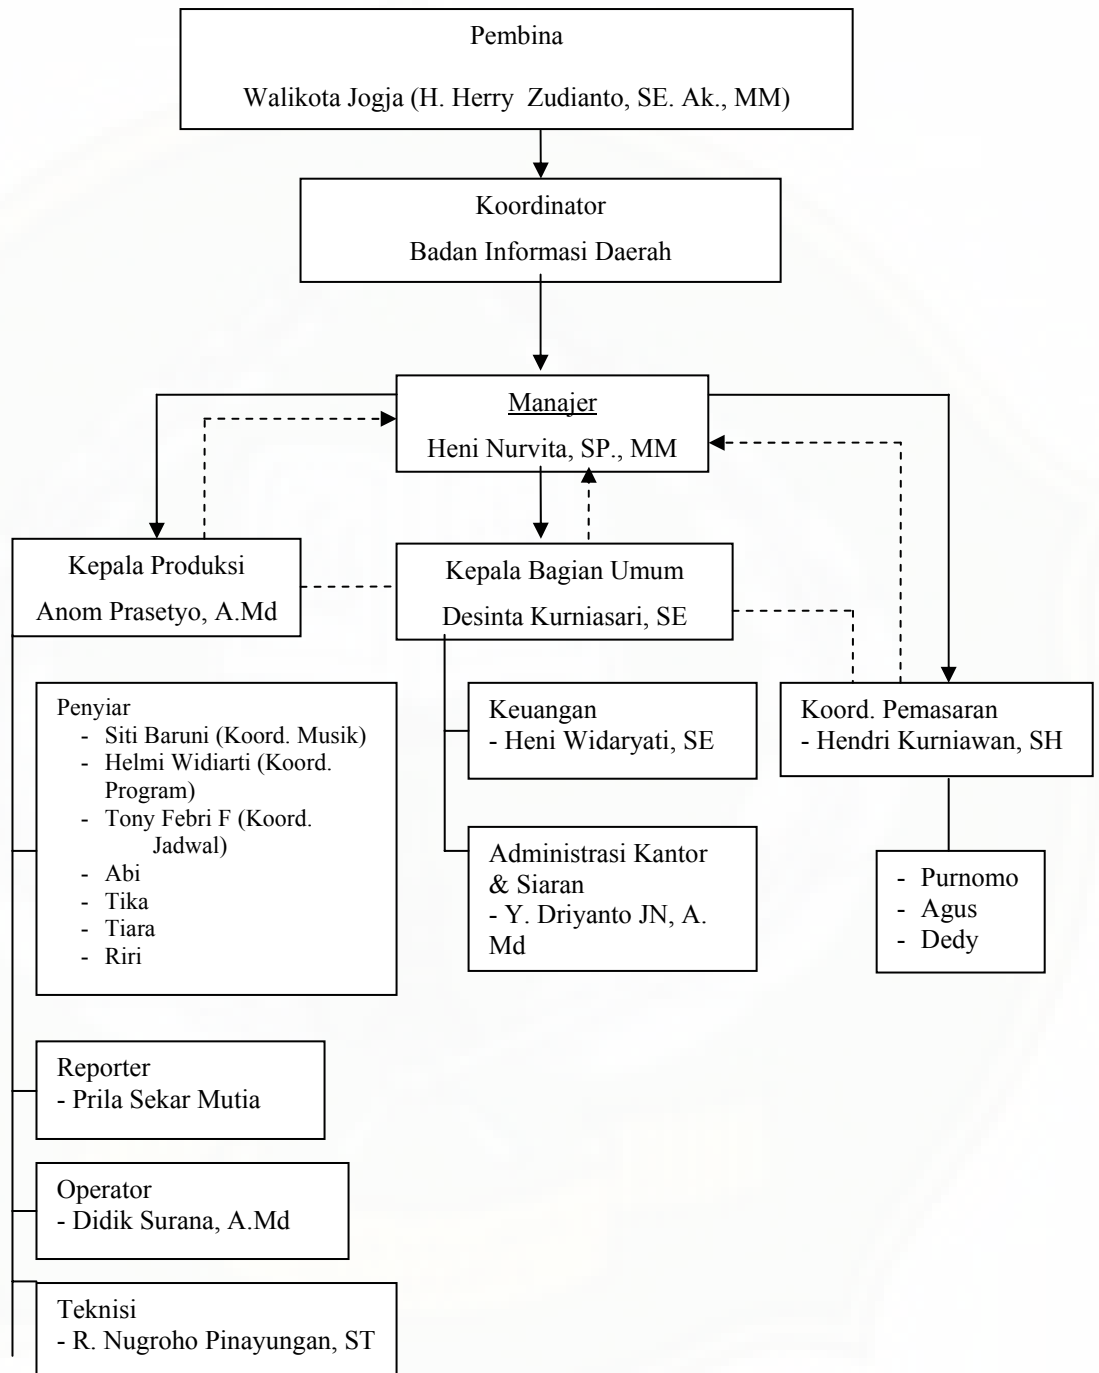 Pembina
Walikota Jogja (H. Herry  Zudianto, SE. Ak., MM)
Koordinator
Badan Informasi Daerah
Manajer
Heni Nurvita, SP., MM
Kepala Produksi
Anom Prasetyo, A.Md
Kepala Bagian Umum
Desinta Kurniasari, SE
Penyiar
- Siti Baruni (Koord. Musik)
- Helmi Widiarti (Koord.
Program)
- Tony Febri F (Koord.
Jadwal)
- Abi
- Tika
- Tiara
- Riri
Keuangan
- Heni Widaryati, SE
Koord. Pemasaran
- Hendri Kurniawan, SH
Administrasi Kantor
& Siaran
- Y. Driyanto JN, A.
Md
- Purnomo
- Agus
- Dedy
Reporter
- Prila Sekar Mutia
Operator
- Didik Surana, A.Md
Teknisi
- R. Nugroho Pinayungan, ST